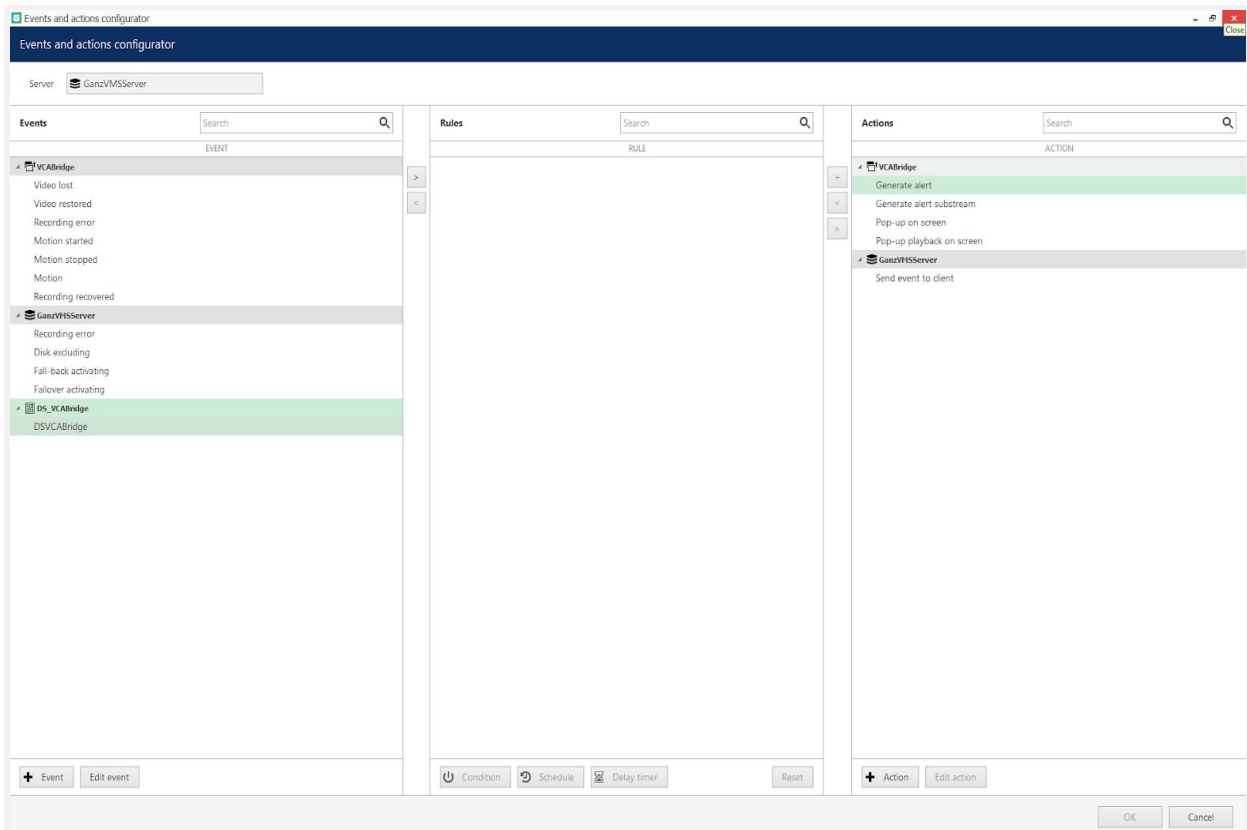 Events and actions configurator
Close
Events and actions configurator
Server GanzVMSServer
Events Search
EVENT
VCABridge
Video lost
Video restored
Recording error
Motion started
Motion stopped
Motion
Recording recovered
GanzVMSServer
Recording error
Disk excluding
Fall-back activating
Failover activating
DS_VCABridge
DSVCABridge
+ Event Edit event
>
<
Rules Search
RULE
Condition Schedule Delay timer Reset
+
<
>
Actions Search
ACTION
VCABridge
Generate alert
Generate alert substream
Pop-up on screen
Pop-up playback on screen
GanzVMSServer
Send event to client
+ Action Edit action
OK Cancel